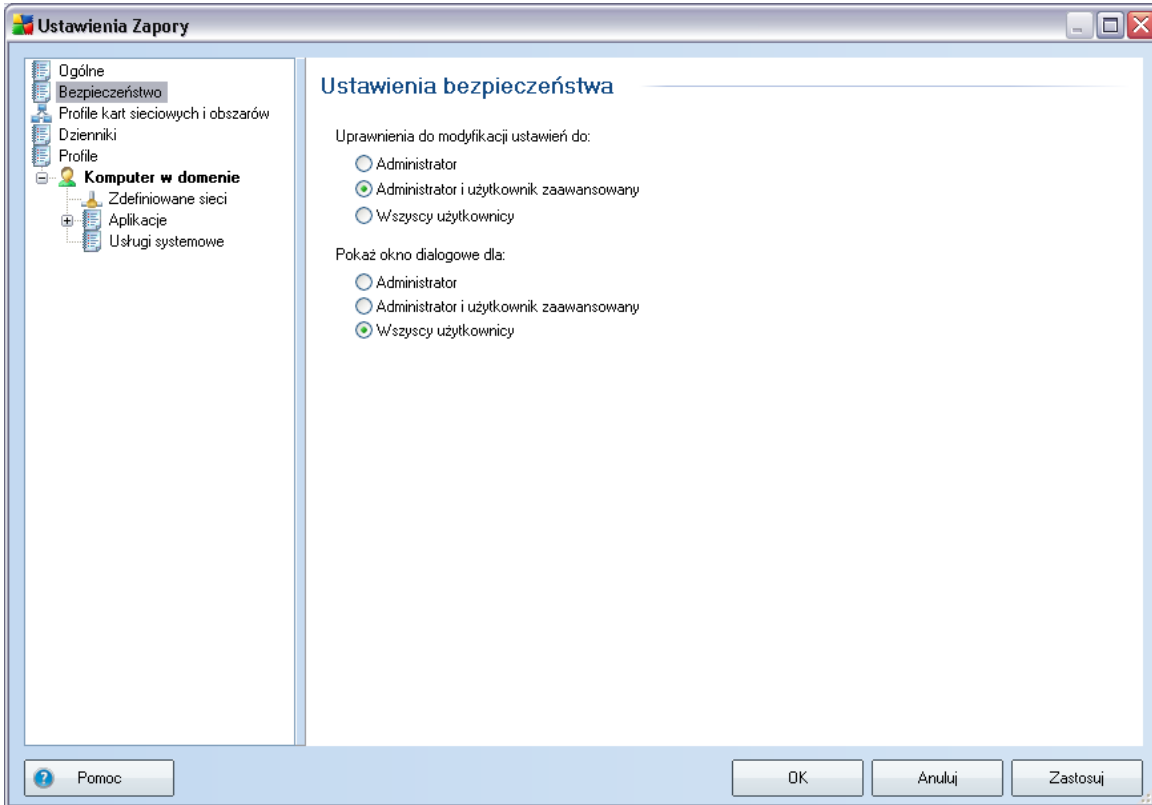 Ustawienia Zapory
Ogólne
Bezpieczeństwo
Profile kart sieciowych i obszarów
Dzienniki
Profile
Komputer w domenie
Zdefiniowane sieci
Aplikacje
Usługi systemowe
Ustawienia bezpieczeństwa
Uprawnienia do modyfikacji ustawień do:
Administrator
Administrator i użytkownik zaawansowany
Wszyscy użytkownicy
Pokaż okno dialogowe dla:
Administrator
Administrator i użytkownik zaawansowany
Wszyscy użytkownicy
Pomoc
OK
Anuluj
Zastosuj